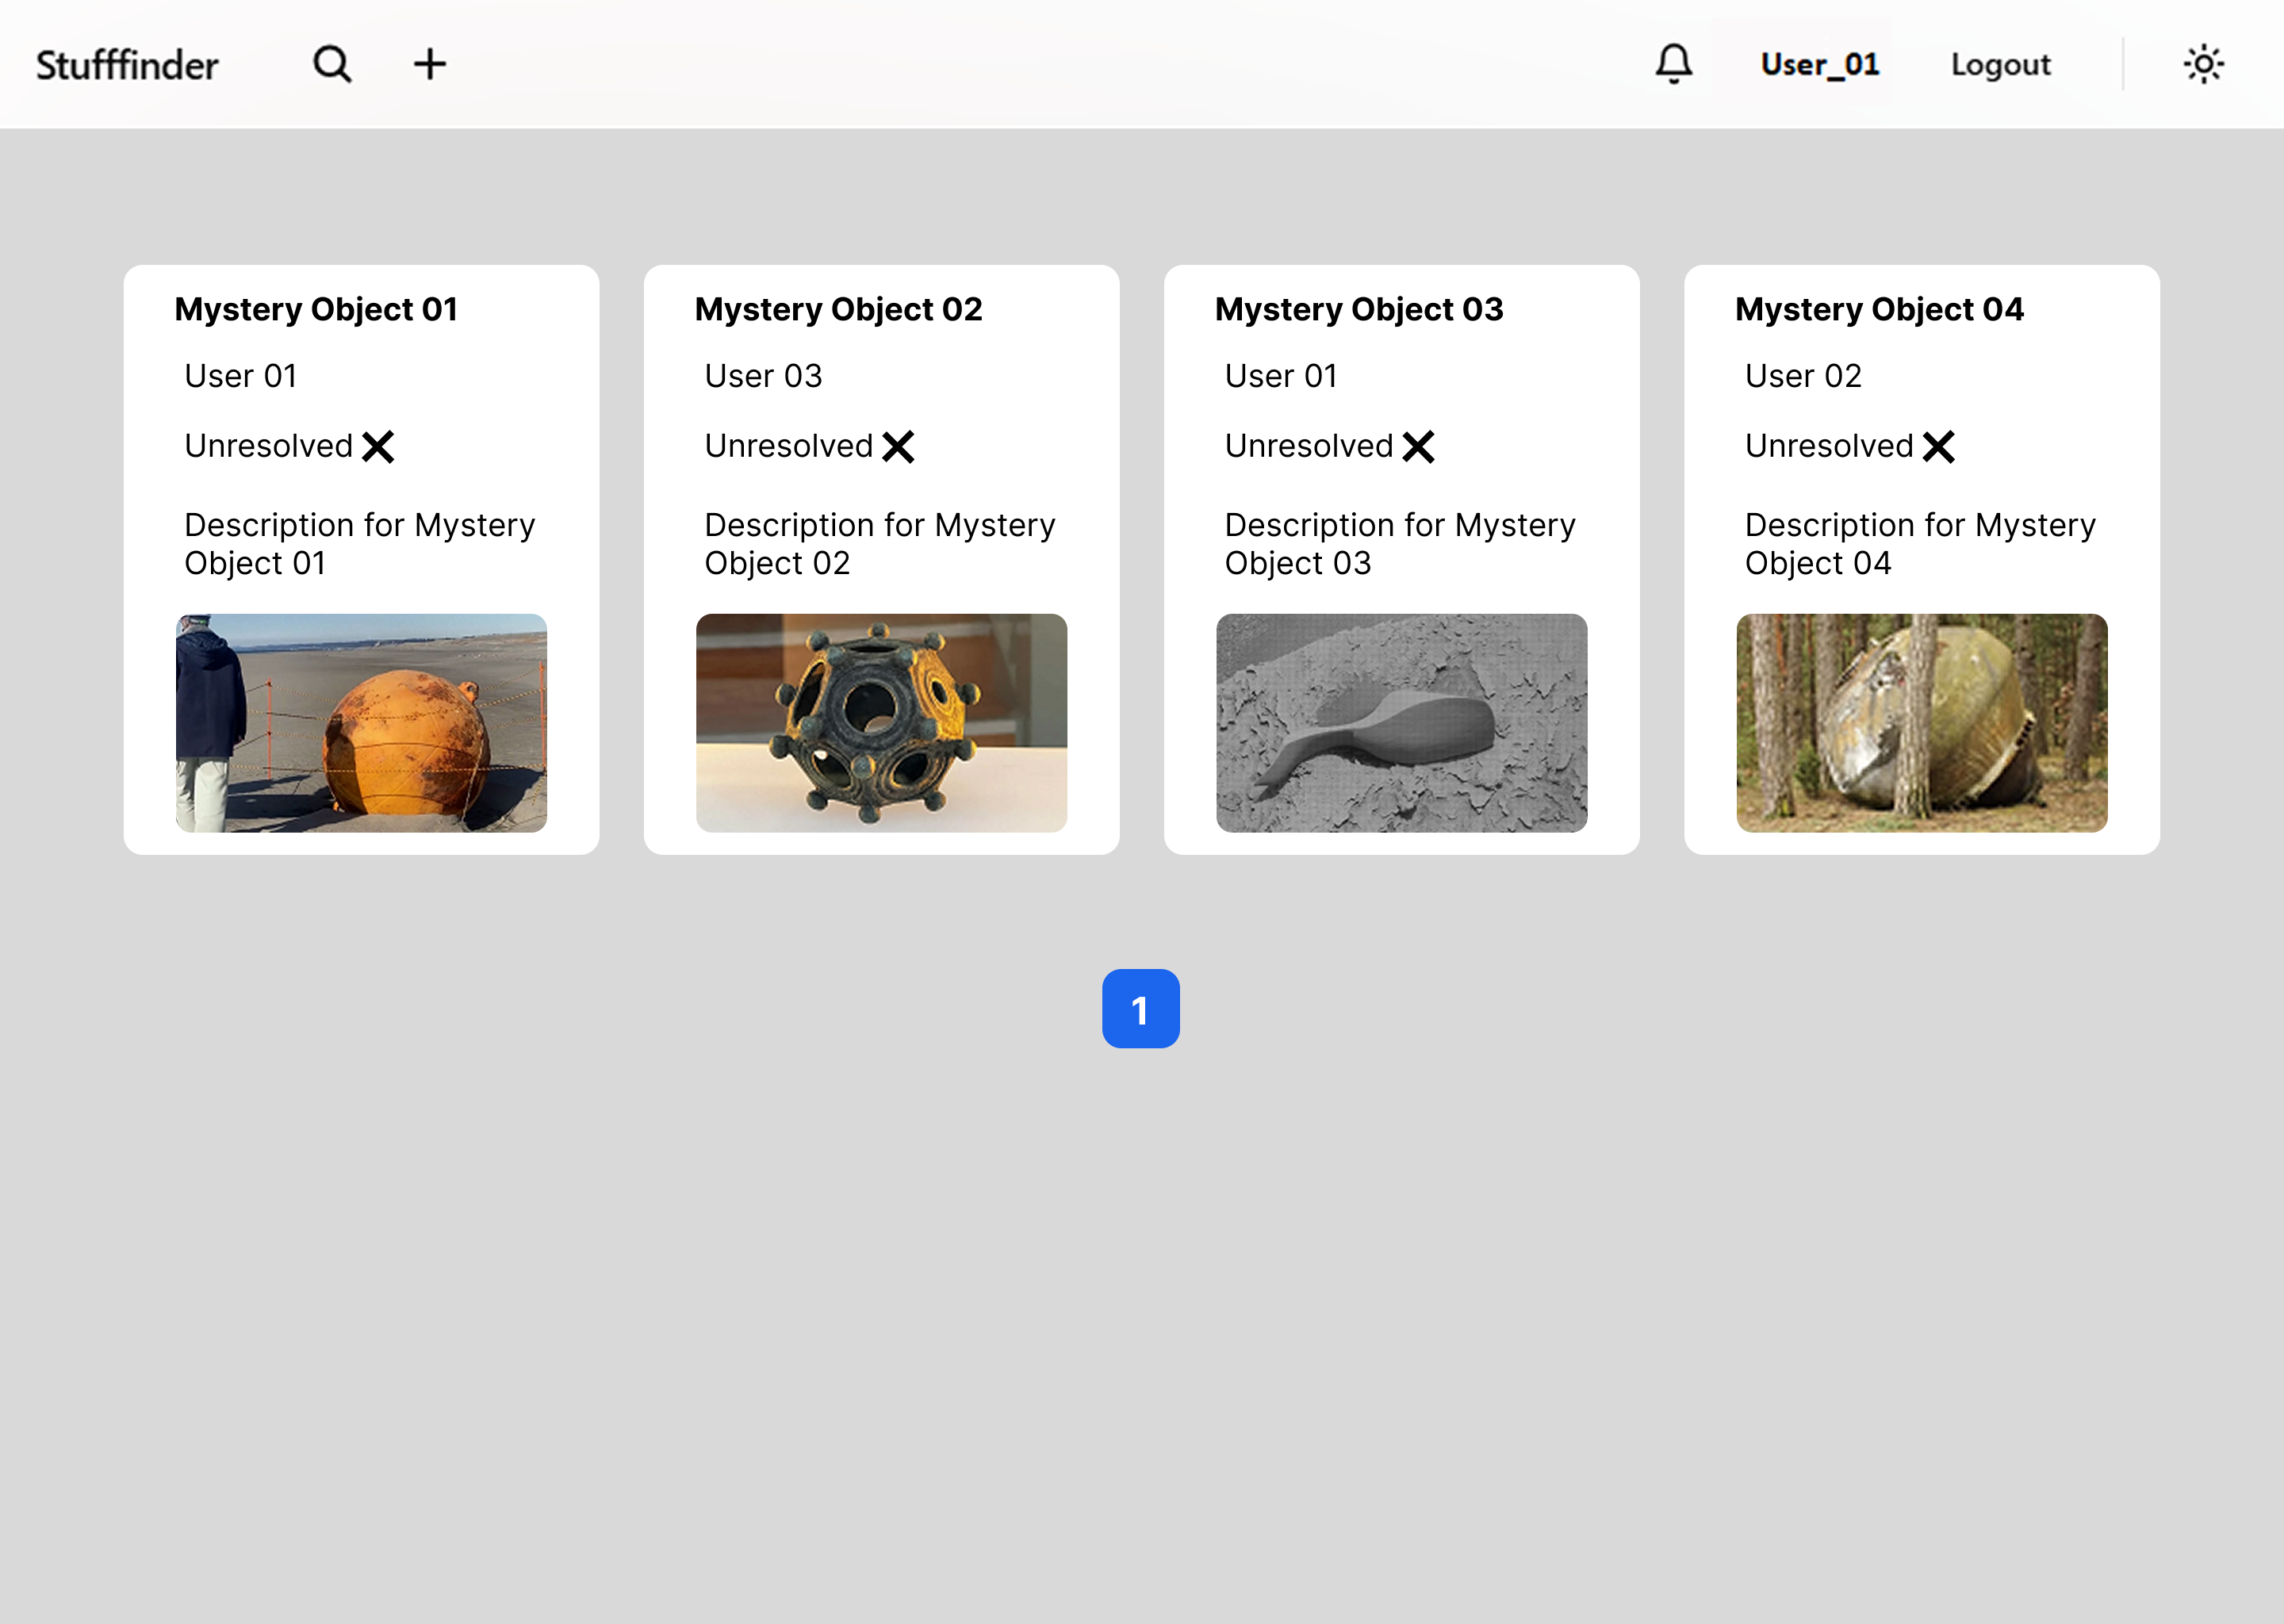 Stufffinder
User_01
Logout
Mystery Object 01
User 01
Unresolved
Description for Mystery
Object 01
Mystery Object 02
User 03
Unresolved
Description for Mystery
Object 02
Mystery Object 03
User 01
Unresolved
Description for Mystery
Object 03
Mystery Object 04
User 02
Unresolved
Description for Mystery
Object 04
1